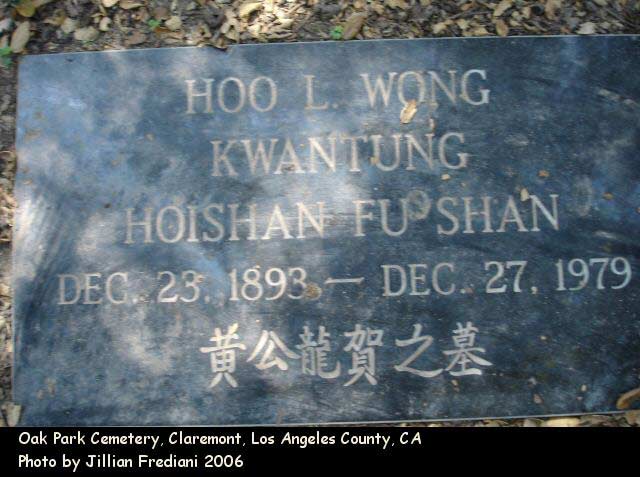 HOO L. WONG
KWANTUNG
HOISHAN FU SHAN
DEC. 23, 1893 — DEC. 27, 1979
黃公龍賀之墓
Oak Park Cemetery, Claremont, Los Angeles County, CA
Photo by Jillian Frediani 2006